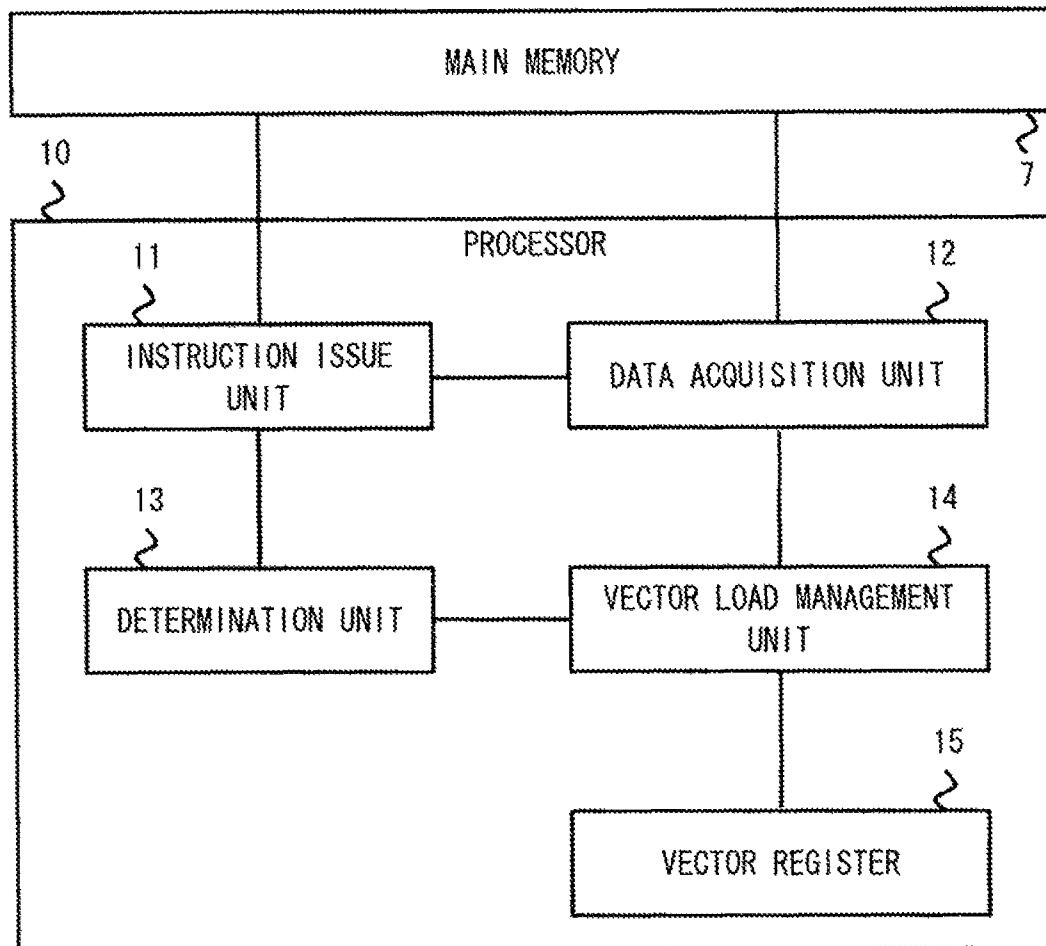 MAIN MEMORY
10
7
PROCESSOR
11
12
INSTRUCTION ISSUE
UNIT
DATA ACQUISITION UNIT
13
14
DETERMINATION UNIT
VECTOR LOAD MANAGEMENT
UNIT
15
VECTOR REGISTER